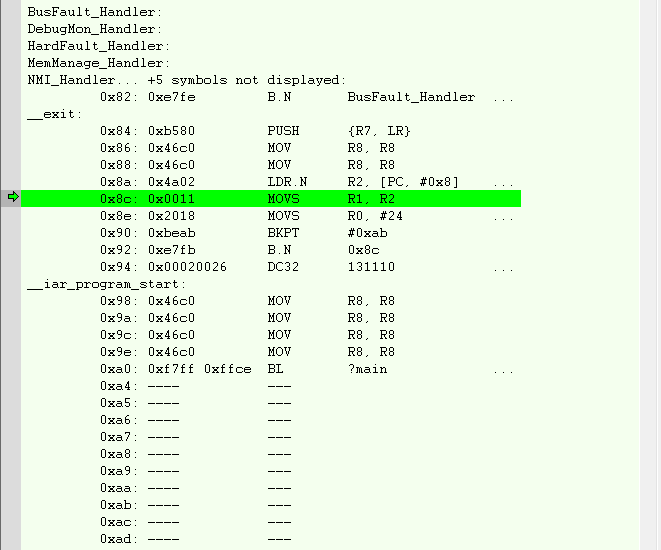 BusFault_Handler:
DebugMon_Handler:
HardFault_Handler:
MemManage_Handler:
NMI_Handler... +5 symbols not displayed:
0x82: 0xe7fe B.N BusFault_Handler ...
__exit:
0x84: 0xb580 PUSH {R7, LR}
0x86: 0x46c0 MOV R8, R8
0x88: 0x46c0 MOV R8, R8
0x8a: 0x4a02 LDR.N R2, [PC, #0x8] ...
0x8c: 0x0011 MOVS R1, R2
0x8e: 0x2018 MOVS R0, #24 ...
0x90: 0xbeab BKPT #0xab
0x92: 0xe7fb B.N 0x8c
0x94: 0x00020026 DC32 131110 ...
__iar_program_start:
0x98: 0x46c0 MOV R8, R8
0x9a: 0x46c0 MOV R8, R8
0x9c: 0x46c0 MOV R8, R8
0x9e: 0x46c0 MOV R8, R8
0xa0: 0xf7ff 0xffce BL ?main ...
0xa4: ---- ---
0xa5: ---- ---
0xa6: ---- ---
0xa7: ---- ---
0xa8: ---- ---
0xa9: ---- ---
0xaa: ---- ---
0xab: ---- ---
0xac: ---- ---
0xad: ---- ---